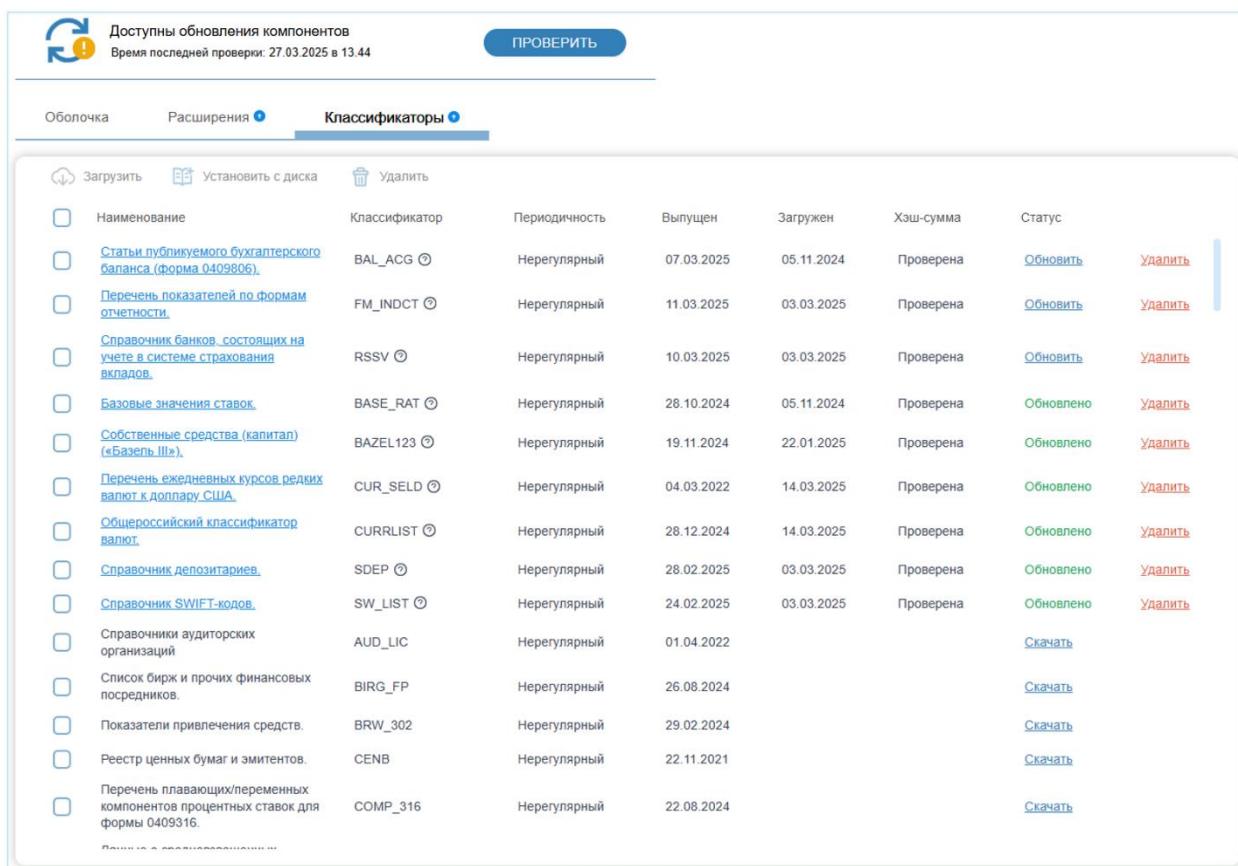 Доступны обновления компонентов
Время последней проверки: 27.03.2025 в 13.44
ПРОВЕРИТЬ
Оболочка Расширения Классификаторы
Загрузить Установить с диска Удалить
Наименование Классификатор Периодичность Выпущен Загружен Хэш-сумма Статус
Статьи публикуемого бухгалтерского
баланса (форма 0409806). BAL_ACG Нерегулярный 07.03.2025 05.11.2024 Проверена Обновить Удалить
Перечень показателей по формам
отчетности. FM_INDCT Нерегулярный 11.03.2025 03.03.2025 Проверена Обновить Удалить
Справочник банков, состоящих на
учете в системе страхования RSSV Нерегулярный 10.03.2025 03.03.2025 Проверена Обновить Удалить
вкладов.
Базовые значения ставок. BASE_RAT Нерегулярный 28.10.2024 05.11.2024 Проверена Обновлено Удалить
Собственные средства (капитал)
(«Базель III»). BAZEL123 Нерегулярный 19.11.2024 22.01.2025 Проверена Обновлено Удалить
Перечень ежедневных курсов редких
валют к доллару США. CUR_SELD Нерегулярный 04.03.2022 14.03.2025 Проверена Обновлено Удалить
Общероссийский классификатор
валют. CURRLIST Нерегулярный 28.12.2024 14.03.2025 Проверена Обновлено Удалить
Справочник депозитариев. SDEP Нерегулярный 28.02.2025 03.03.2025 Проверена Обновлено Удалить
Справочник SWIFT-кодов. SW_LIST Нерегулярный 24.02.2025 03.03.2025 Проверена Обновлено Удалить
Справочники аудиторских
организаций AUD_LIC Нерегулярный 01.04.2022 Скачать
Список бирж и прочих финансовых
посредников. BIRG_FP Нерегулярный 26.08.2024 Скачать
Показатели привлечения средств. BRW_302 Нерегулярный 29.02.2024 Скачать
Реестр ценных бумаг и эмитентов. CENB Нерегулярный 22.11.2021 Скачать
Перечень плавающих/переменных
компонентов процентных ставок для COMP_316 Нерегулярный 22.08.2024 Скачать
формы 0409316.